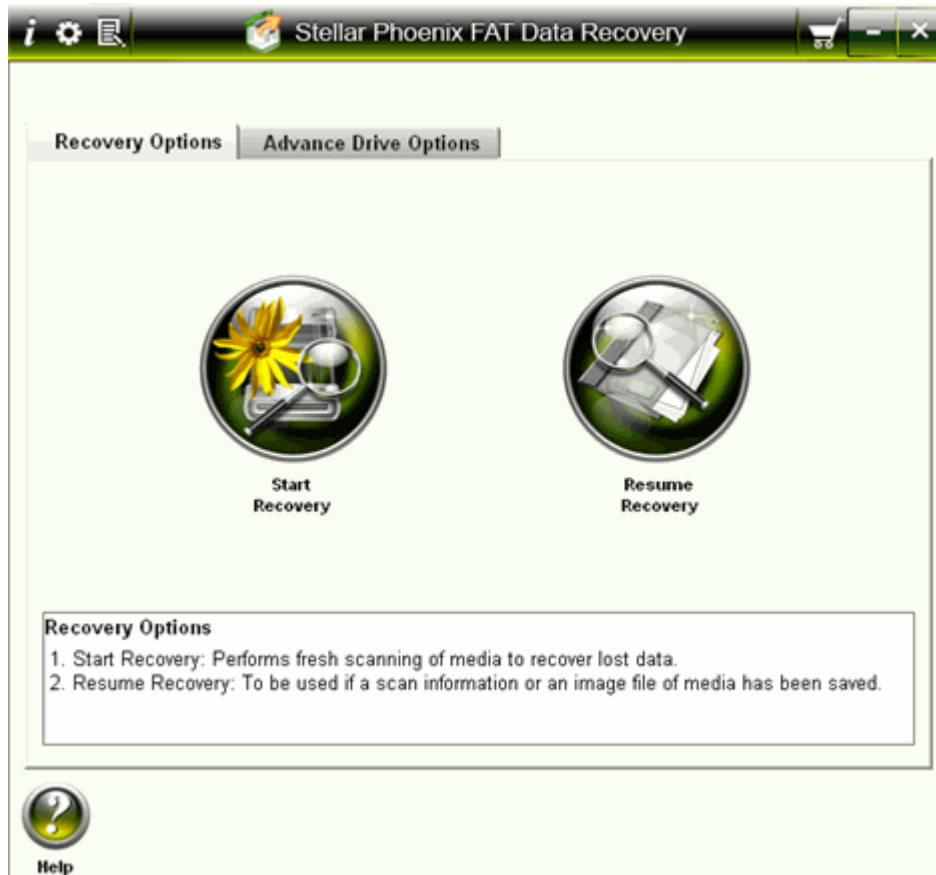 i
Stellar Phoenix FAT Data Recovery
Recovery Options
Advance Drive Options
Start
Recovery
Resume
Recovery
Recovery Options
1. Start Recovery: Performs fresh scanning of media to recover lost data.
2. Resume Recovery: To be used if a scan information or an image file of media has been saved.
?
Help